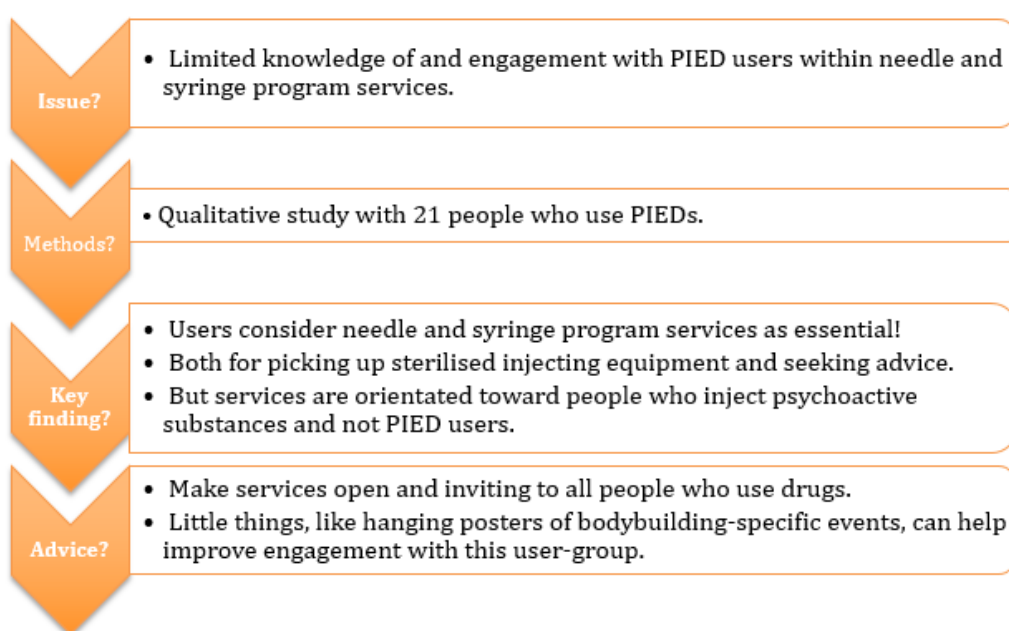 Issue?
• Limited knowledge of and engagement with PIED users within needle and
syringe program services.
Methods?
• Qualitative study with 21 people who use PIEDs.
Key
finding?
• Users consider needle and syringe program services as essential!
• Both for picking up sterilised injecting equipment and seeking advice.
• But services are orientated toward people who inject psychoactive
substances and not PIED users.
Advice?
• Make services open and inviting to all people who use drugs.
• Little things, like hanging posters of bodybuilding-specific events, can help
improve engagement with this user-group.